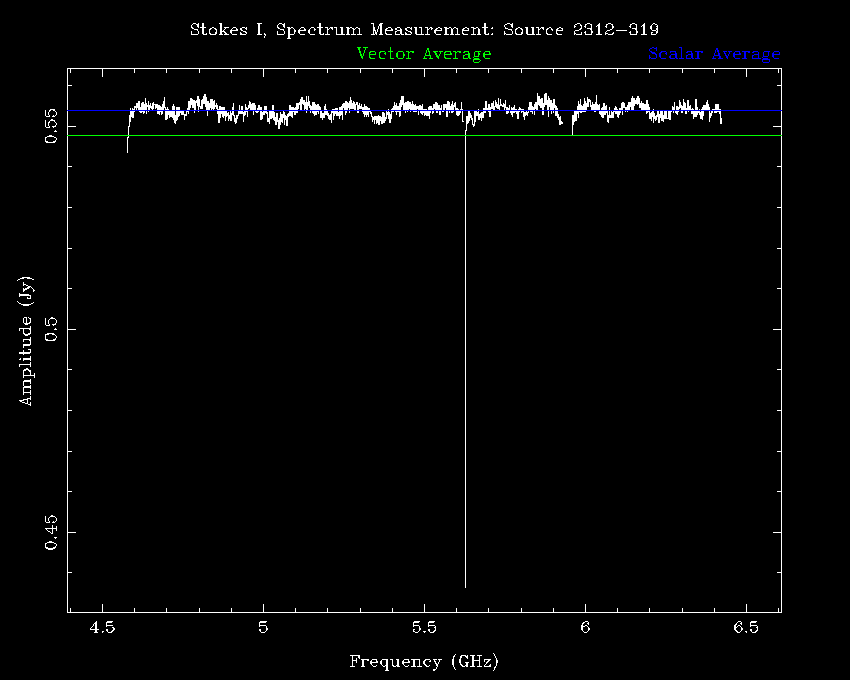 Stokes I, Spectrum Measurement: Source 2312-319
Vector Average
Scalar Average
0.55
0.5
0.45
Amplitude (Jy)
4.5
5
5.5
6
6.5
Frequency (GHz)